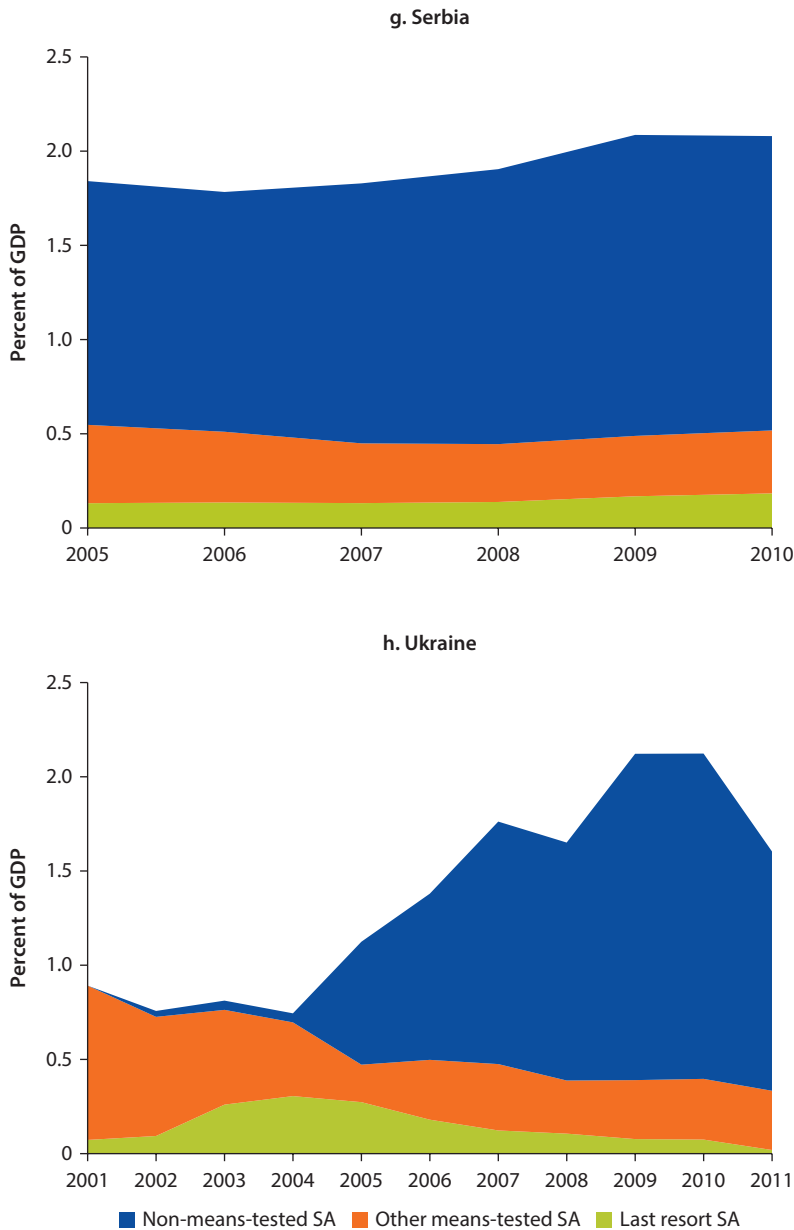 g. Serbia
2.5
2.0
1.5
1.0
0.5
0
Percent of GDP
2005 2006 2007 2008 2009 2010
h. Ukraine
2.5
2.0
1.5
1.0
0.5
0
Percent of GDP
2001 2002 2003 2004 2005 2006 2007 2008 2009 2010 2011
Non-means-tested SA Other means-tested SA Last resort SA